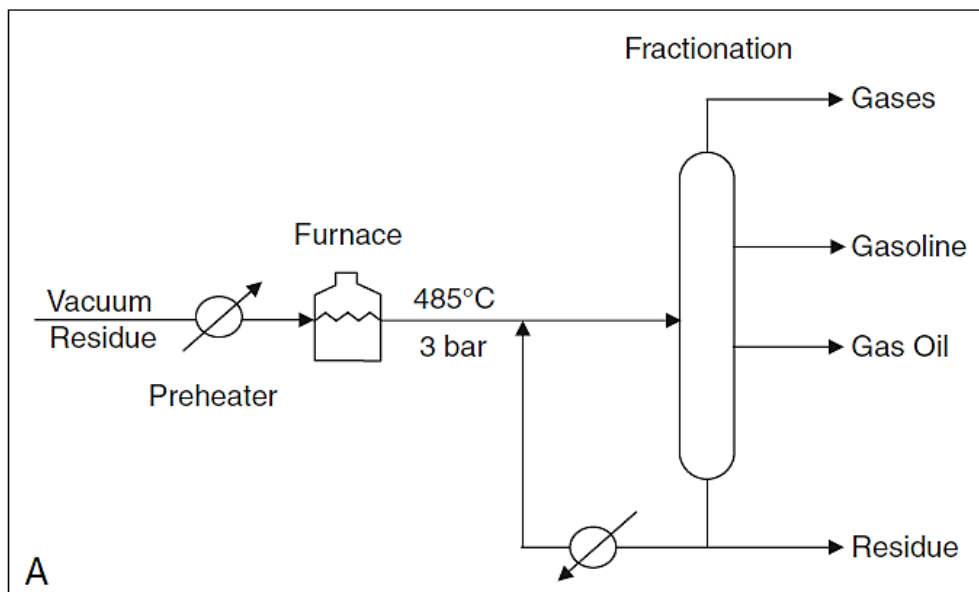 Fractionation
Gases
Furnace
Gasoline
Vacuum
485°C
Residue
3 bar
Gas Oil
Preheater
Residue
A